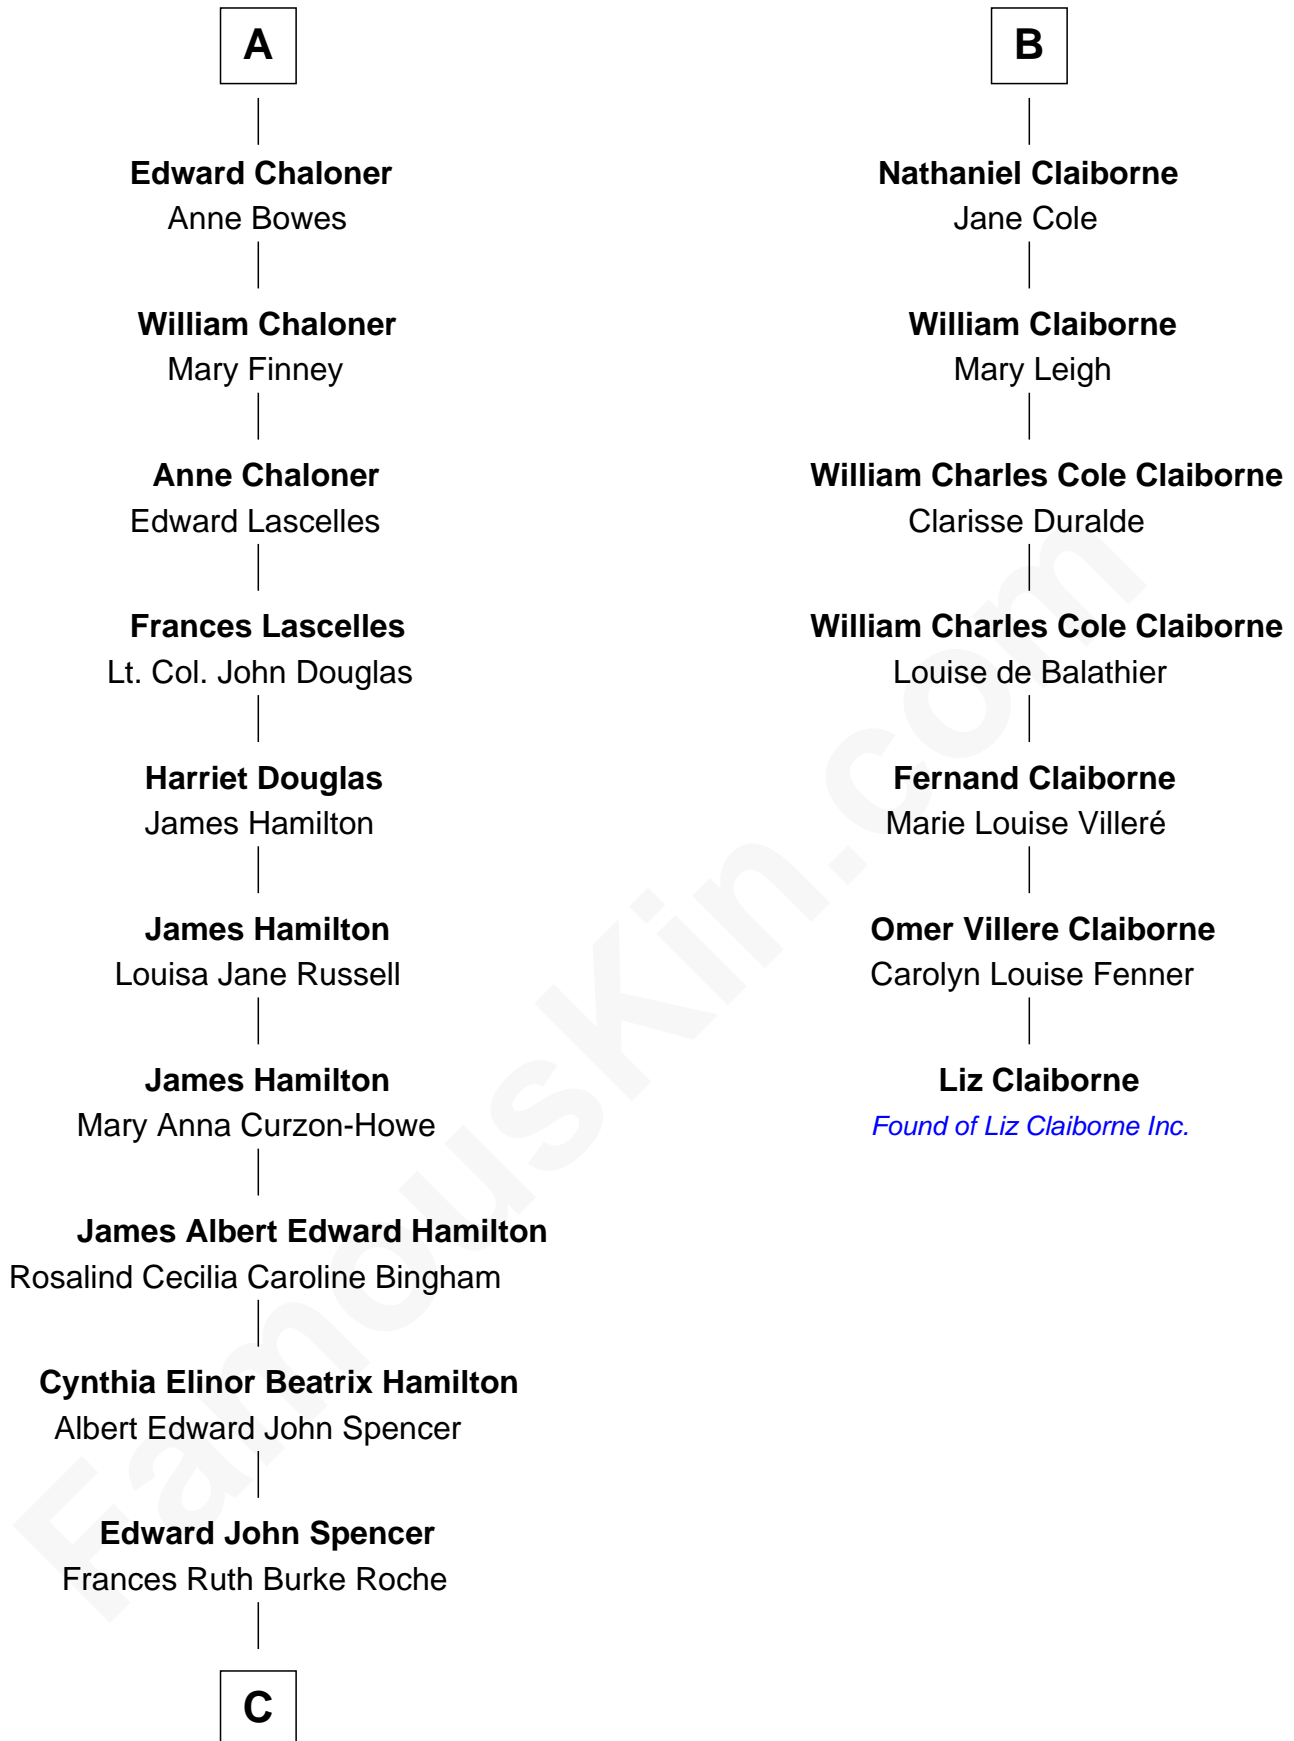 A
Edward Chaloner
Anne Bowes
William Chaloner
Mary Finney
Anne Chaloner
Edward Lascelles
Frances Lascelles
Lt. Col. John Douglas
Harriet Douglas
James Hamilton
James Hamilton
Louisa Jane Russell
James Hamilton
Mary Anna Curzon-Howe
James Albert Edward Hamilton
Rosalind Cecilia Caroline Bingham
Cynthia Elinor Beatrix Hamilton
Albert Edward John Spencer
Edward John Spencer
Frances Ruth Burke Roche
C
B
Nathaniel Claiborne
Jane Cole
William Claiborne
Mary Leigh
William Charles Cole Claiborne
Clarisse Duralde
William Charles Cole Claiborne
Louise de Balathier
Fernand Claiborne
Marie Louise Villeré
Omer Villere Claiborne
Carolyn Louise Fenner
Liz Claiborne
Found of Liz Claiborne Inc.
FamousKin.com